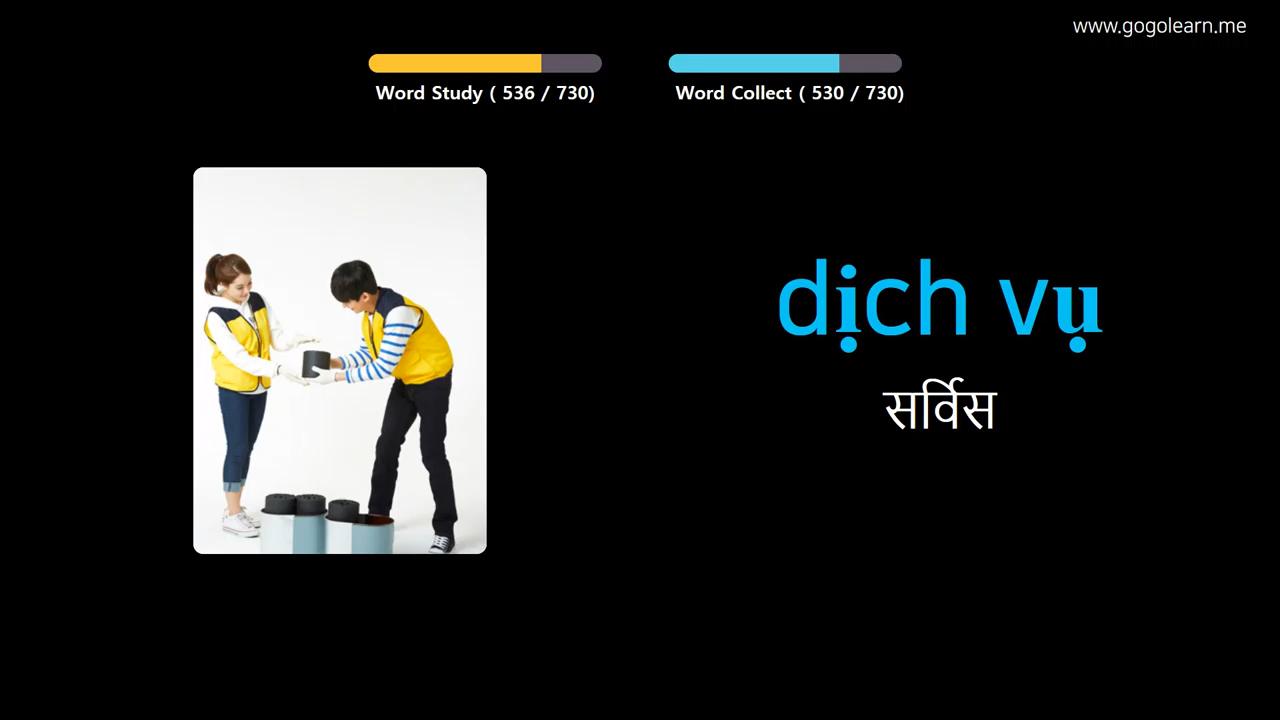 www.gogolearn.me
Word Study ( 536 / 730)
Word Collect ( 530 / 730)
dịch vụ
सर्विस